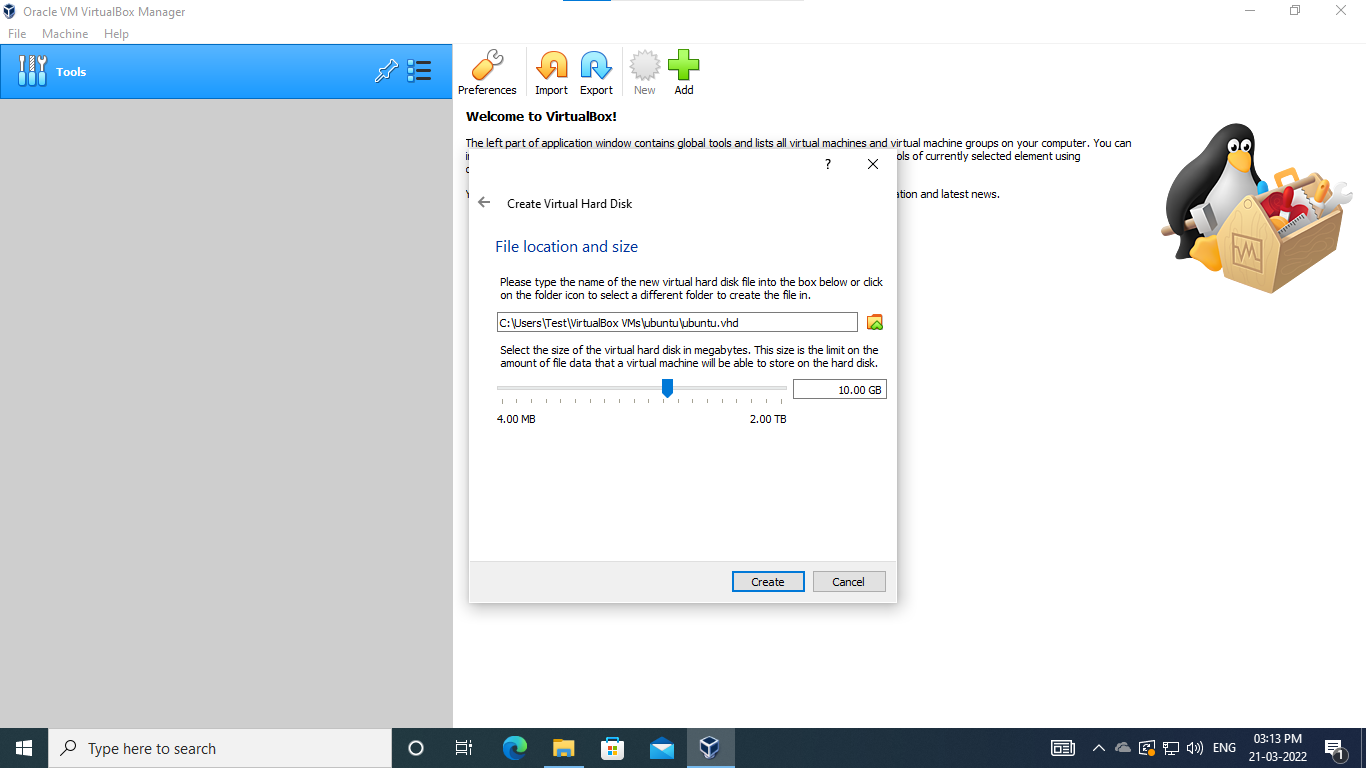 Oracle VM VirtualBox Manager
File Machine Help
Tools
Preferences Import Export New Add
Welcome to VirtualBox!
The left part of application window contains global tools and lists all virtual machines and virtual machine groups on your computer. You can
ols of currently selected element using
tion and latest news.
?
Create Virtual Hard Disk
File location and size
Please type the name of the new virtual hard disk file into the box below or click
on the folder icon to select a different folder to create the file in.
C:\Users\Test\VirtualBox VMs\ubuntu\ubuntu.vhd
Select the size of the virtual hard disk in megabytes. This size is the limit on the
amount of file data that a virtual machine will be able to store on the hard disk.
10.00 GB
4.00 MB 2.00 TB
Create Cancel
Type here to search
ENG
03:13 PM
21-03-2022
1